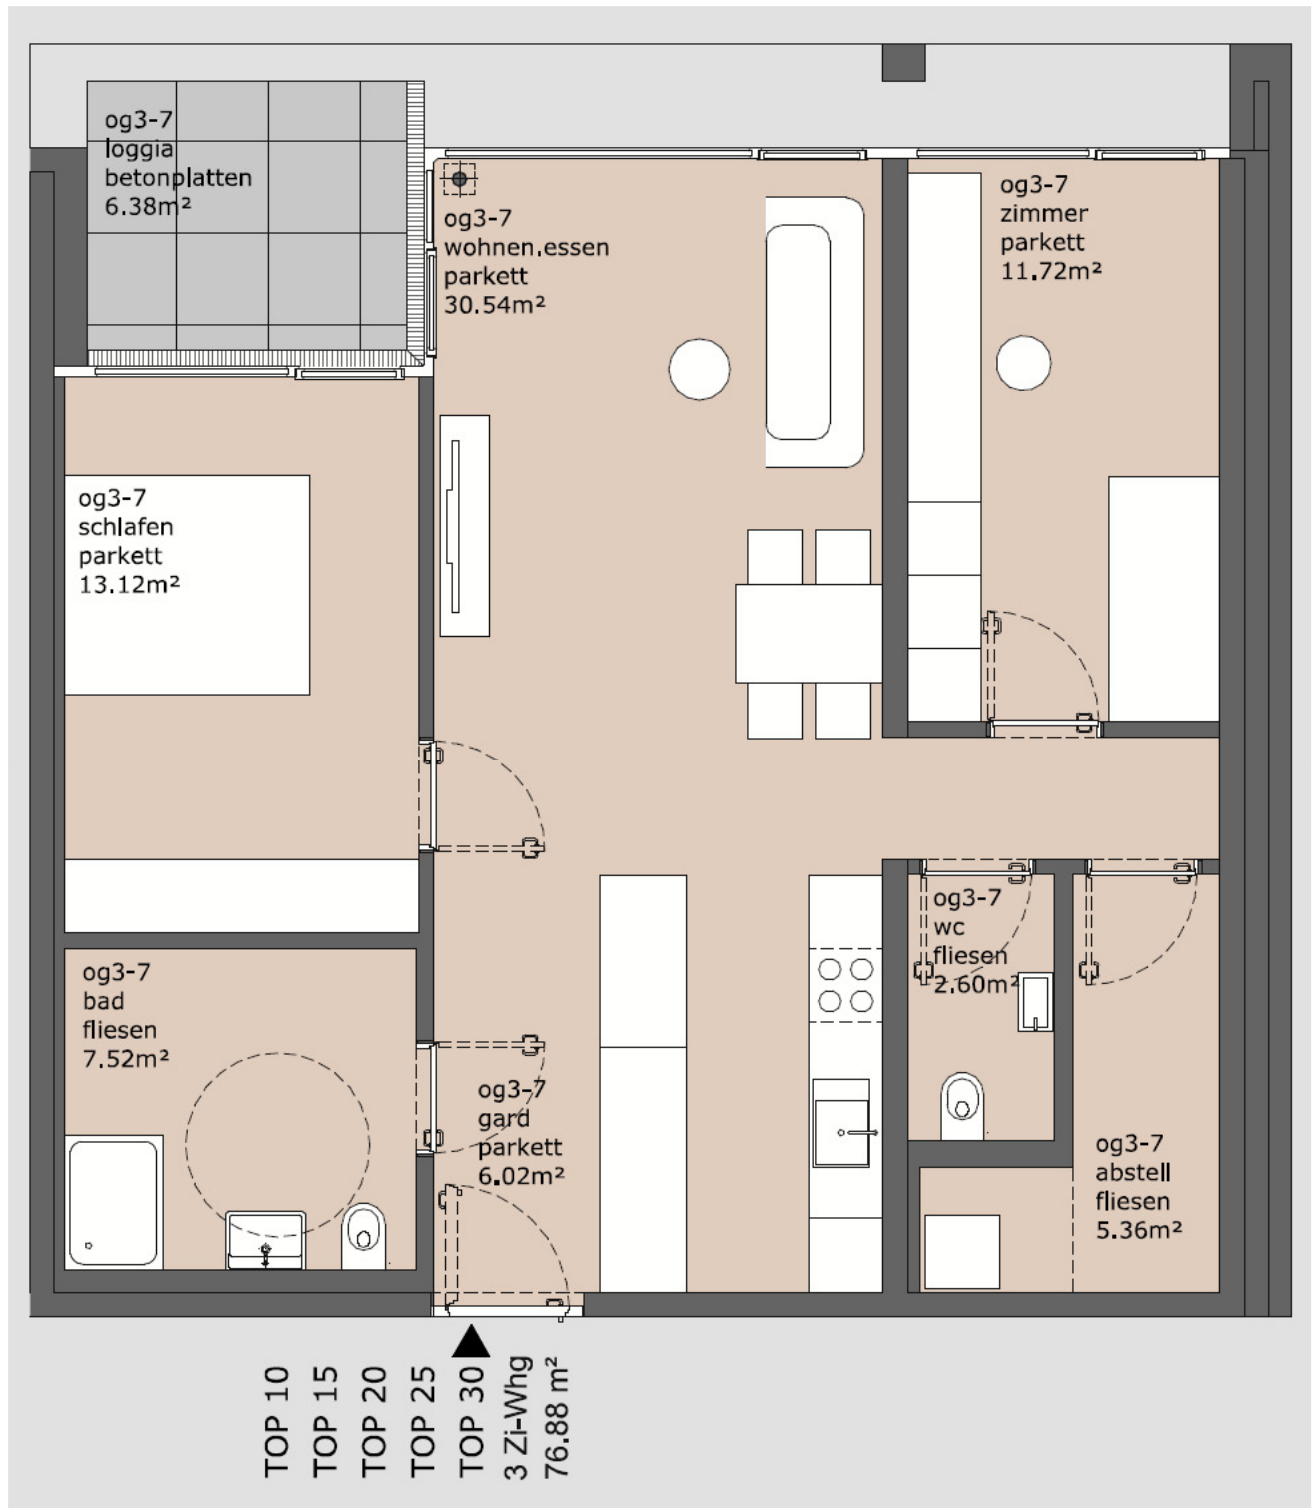 og3-7
loggia
betonplatten
6.38m²
og3-7
wohnen.essen
parkett
30.54m²
og3-7
zimmer
parkett
11.72m²
og3-7
schlafen
parkett
13.12m²
og3-7
wc
fliesen
2.60m²
og3-7
bad
fliesen
7.52m²
og3-7
gard
parkett
6.02m²
og3-7
abstell
fliesen
5.36m²
TOP 10
TOP 15
TOP 20
TOP 25
TOP 30
3 Zi-Whg
76.88 m²